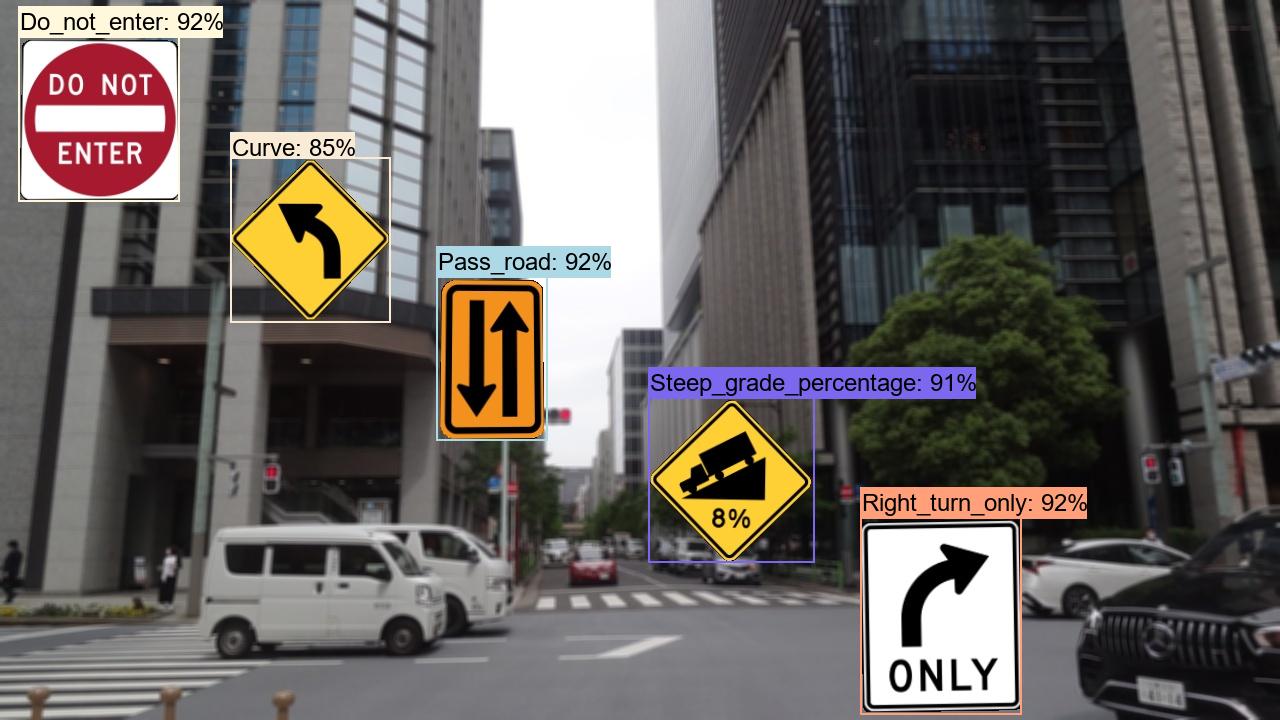 Do_not_enter: 92%
DO NOT
ENTER
Curve: 85%
Pass_road: 92%
Steep_grade_percentage: 91%
8%
Right_turn_only: 92%
ONLY